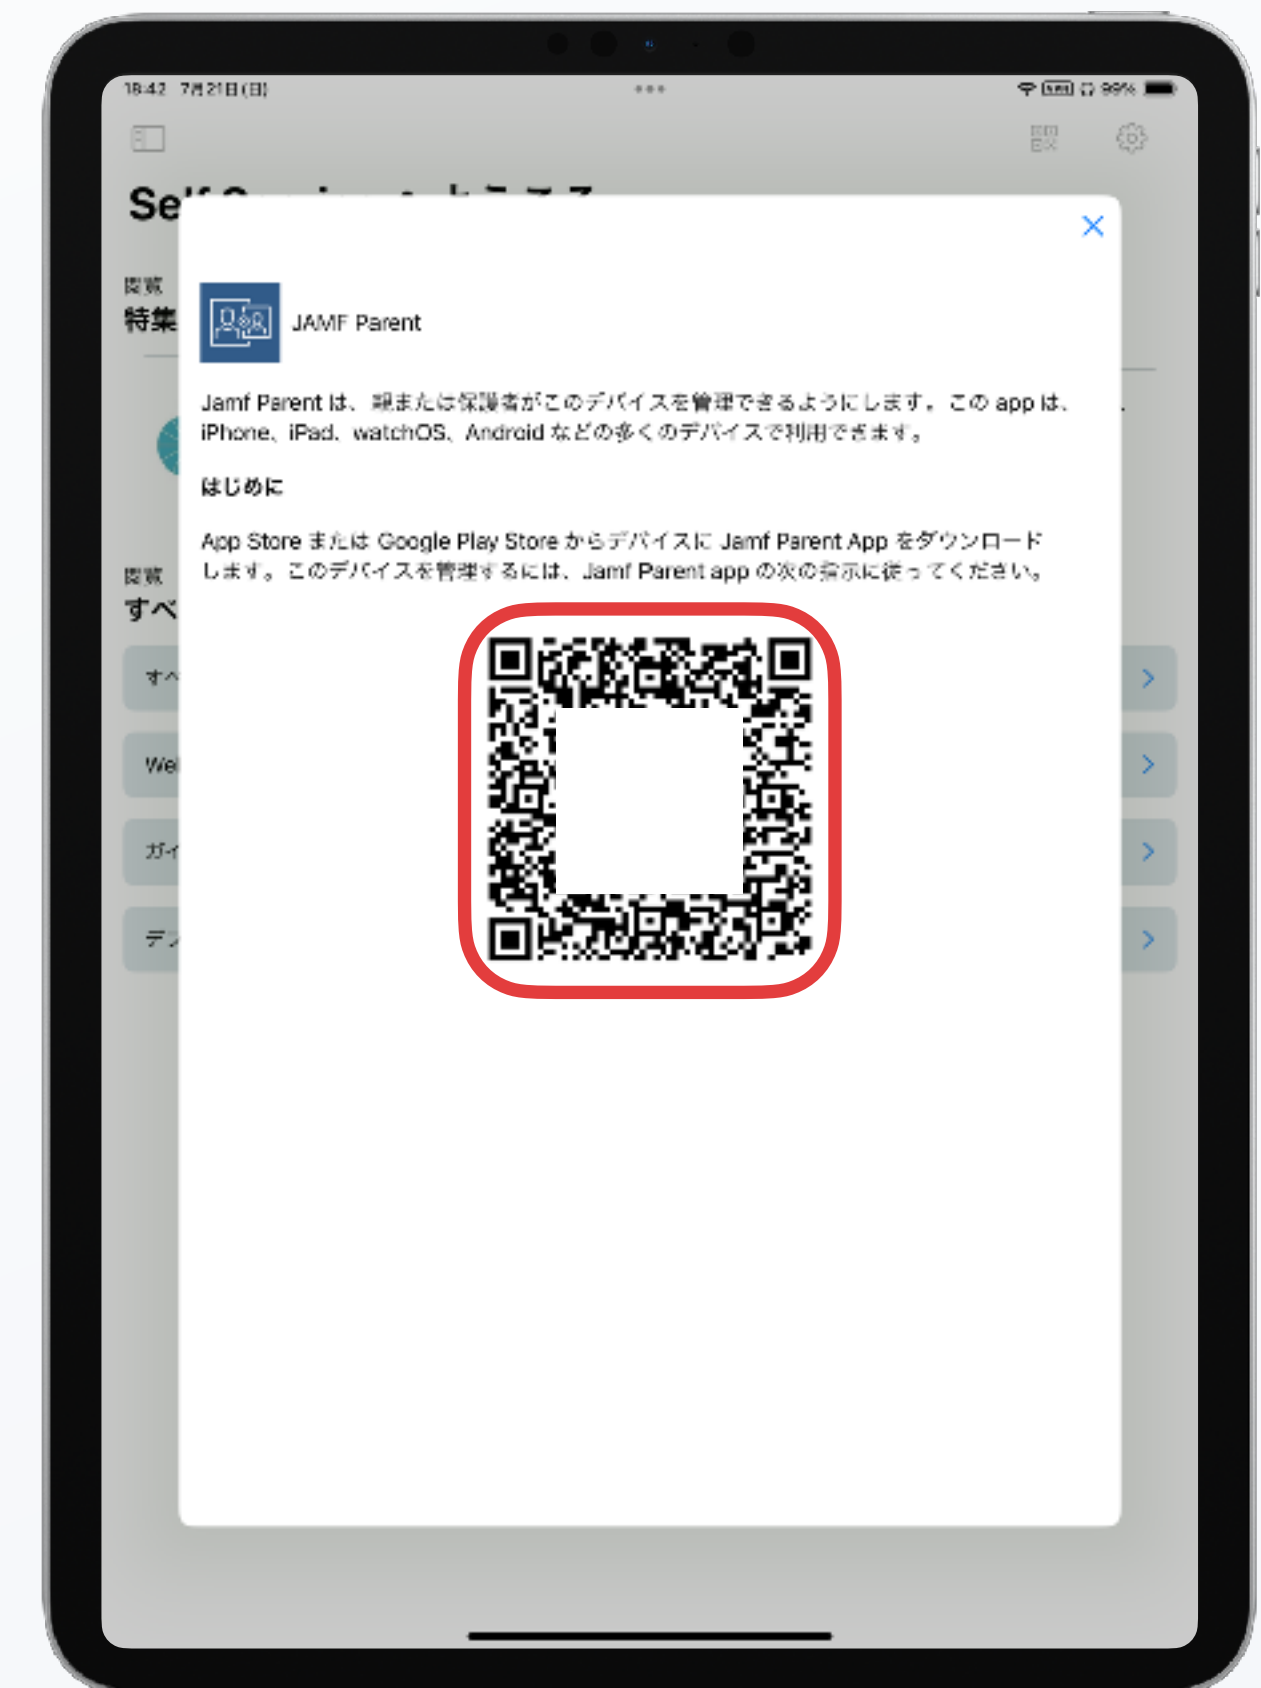 18:42 7月21日(日)
99%
閲覧
特集
JAMF Parent
Jamf Parent は、親または保護者がこのデバイスを管理できるようにします。この app は、
iPhone、iPad、watchOS、Android などの多くのデバイスで利用できます。
はじめに
App Store または Google Play Store からデバイスに Jamf Parent App をダウンロード
します。このデバイスを管理するには、Jamf Parent app の次の指示に従ってください。
閲覧
すべ
すべ
We
ガイ
デ